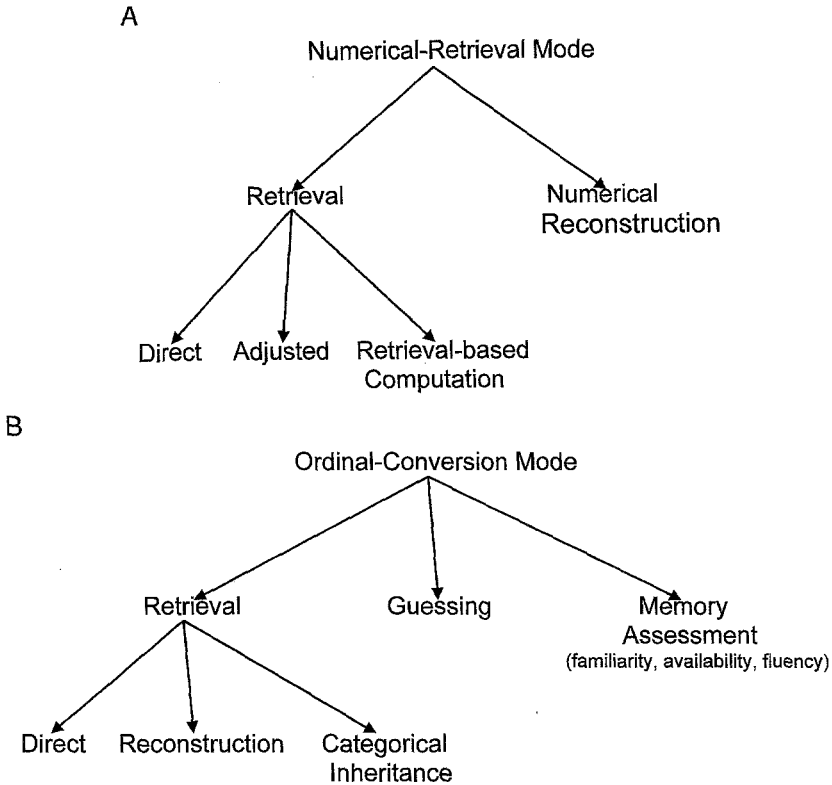 A
Numerical-Retrieval Mode
Retrieval
Numerical
Reconstruction
Direct
Adjusted
Retrieval-based
Computation
B
Ordinal-Conversion Mode
Retrieval
Guessing
Memory
Assessment
(familiarity, availability, fluency)
Direct
Reconstruction
Categorical
Inheritance